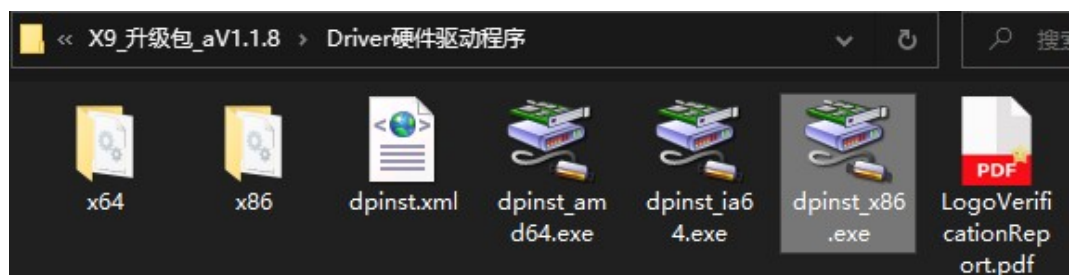 « X9_升级包_aV1.1.8 › Driver硬件驱动程序
搜
x64
x86
dpinst.xml
dpinst_am
d64.exe
dpinst_ia6
4.exe
dpinst_x86
.exe
PDF
LogoVerifi
cationRep
ort.pdf